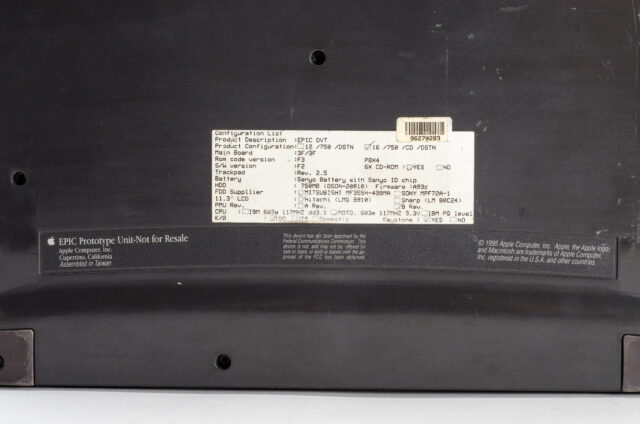 96270283
Configuration List
Product Description :EPIC DVT
Product Configuration:☐12 /750 /DSTN ☑16 /750 /CD /DSTN
Main Board :3F/3F
Rom code version :F3 PBX4
S/W version :F2 6X CD-ROM :☑YES ☐NO
Trackpad :Rev. 2.5
Battery :Sanyo Battery with Sanyo ID chip
HDD : 750MB (DSOA-20810) Firmware :A93c
FDD Suppllier :☐MITSUBISHI MF355H-499MA ☐SONY MPF72A-1
11.3" LCD :☐Hitachi (LMG 9910) ☐Sharp (LM 80C24)
PMU Rev. :☐A Rev. ☐B Rev.
CPU :☐IBM 603e 117MHZ dd3.1 ☐MOTO. 603e 117MHZ 3.3V ☐IBM PQ level
K/B :☐ Domestic :☑YES ☐NO
EPIC Prototype Unit-Not for Resale
Apple Computer, Inc.
Cupertino, California
Assembled in Taiwan
This device has not been approved by the
Federal Communications Commission. This
device is not, and may not be, offered for
sale or lease, or sold or leased until the ap-
proval of the FCC has been obtained.
© 1995 Apple Computer, Inc. Apple, the Apple logo
and Macintosh are trademarks of Apple Computer,
Inc. registered in the U.S.A. and other countries.